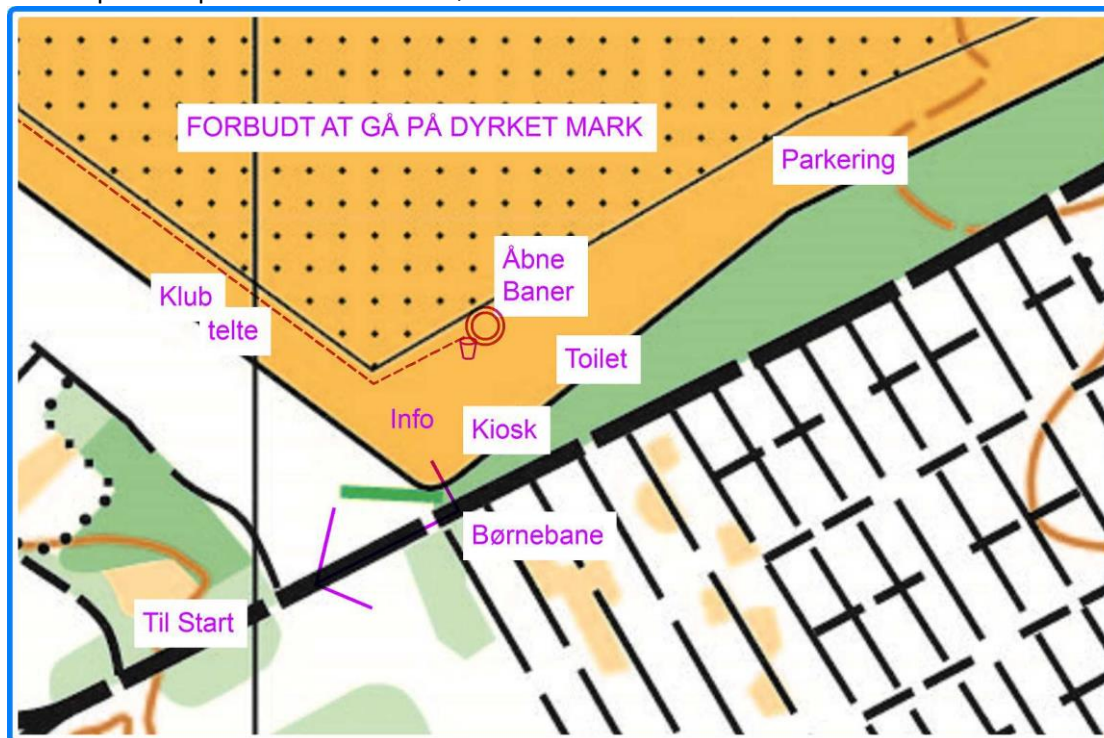 FORBUDT AT GÅ PÅ DYRKET MARK
Parkering
Åbne
Baner
Klub
telte
Toilet
Info
Kiosk
Børnebane
Til Start